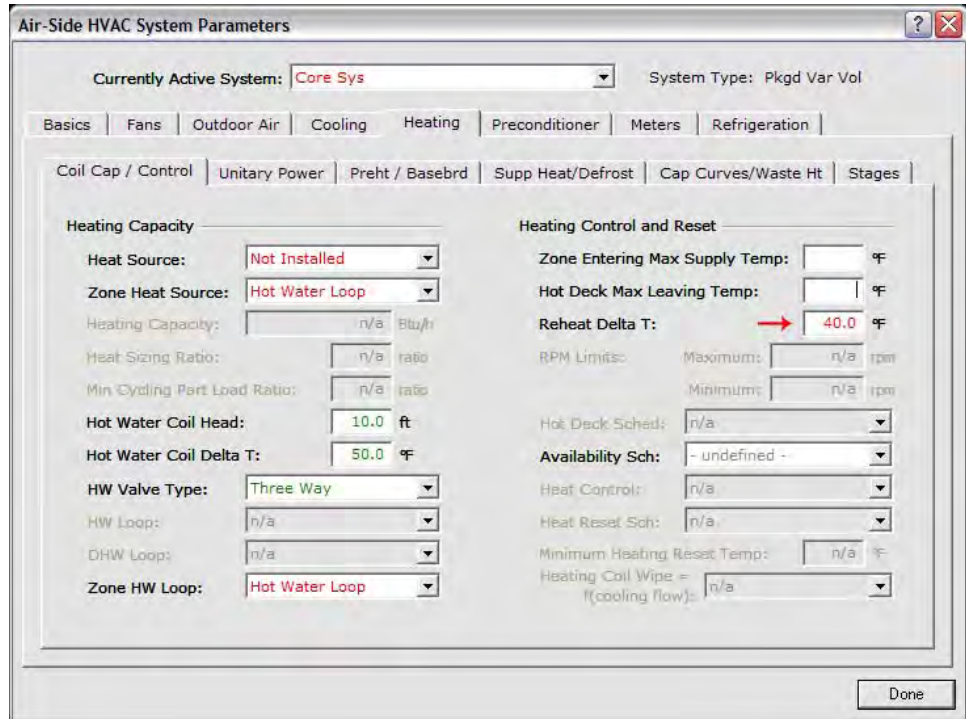 Air-Side HVAC System Parameters
Currently Active System: Core Sys System Type: Pkgd Var Vol
Basics Fans Outdoor Air Cooling Heating Preconditioner Meters Refrigeration
Coil Cap / Control Unitary Power Preht / Basebrd Supp Heat/Defrost Cap Curves/Waste Ht Stages
Heating Capacity
Heat Source: Not Installed
Zone Heat Source: Hot Water Loop
Heating Capacity: n/a Btu/h
Heat Sizing Ratio: n/a ratio
Min Cycling Part Load Ratio: n/a ratio
Hot Water Coil Head: 10.0 ft
Hot Water Coil Delta T: 50.0 °F
HW Valve Type: Three Way
HW Loop: n/a
DHW Loop: n/a
Zone HW Loop: Hot Water Loop
Heating Control and Reset
Zone Entering Max Supply Temp: °F
Hot Deck Max Leaving Temp: °F
Reheat Delta T: → 40.0 °F
RPM Limits: Maximum: n/a rpm
Minimum: n/a rpm
Hot Deck Sched: n/a
Availability Sch: - undefined -
Heat Control: n/a
Heat Reset Sch: n/a
Minimum Heating Reset Temp: n/a °F
Heating Coil Wipe =
f(cooling flow): n/a
Done